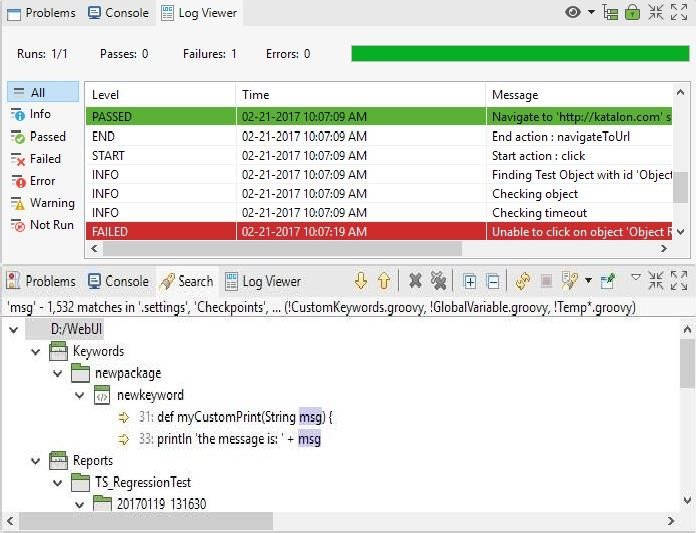 Problems Console Log Viewer
Runs: 1/1 Passes: 0 Failures: 1 Errors: 0
All
Info
Passed
Failed
Error
Warning
Not Run
Level Time Message
PASSED 02-21-2017 10:07:09 AM Navigate to 'http://katalon.com' s
END 02-21-2017 10:07:09 AM End action : navigateToUrl
START 02-21-2017 10:07:09 AM Start action : click
INFO 02-21-2017 10:07:09 AM Finding Test Object with id 'Object
INFO 02-21-2017 10:07:09 AM Checking object
INFO 02-21-2017 10:07:09 AM Checking timeout
FAILED 02-21-2017 10:07:19 AM Unable to click on object 'Object R
Problems Console Search Log Viewer
'msg' - 1,532 matches in '.settings', 'Checkpoints', ... (!CustomKeywords.groovy, !GlobalVariable.groovy, !Temp*.groovy)
D:/WebUI
Keywords
newpackage
newkeyword
31: def myCustomPrint(String msg) {
33: println 'the message is: ' + msg
Reports
TS_RegressionTest
20170119_131630